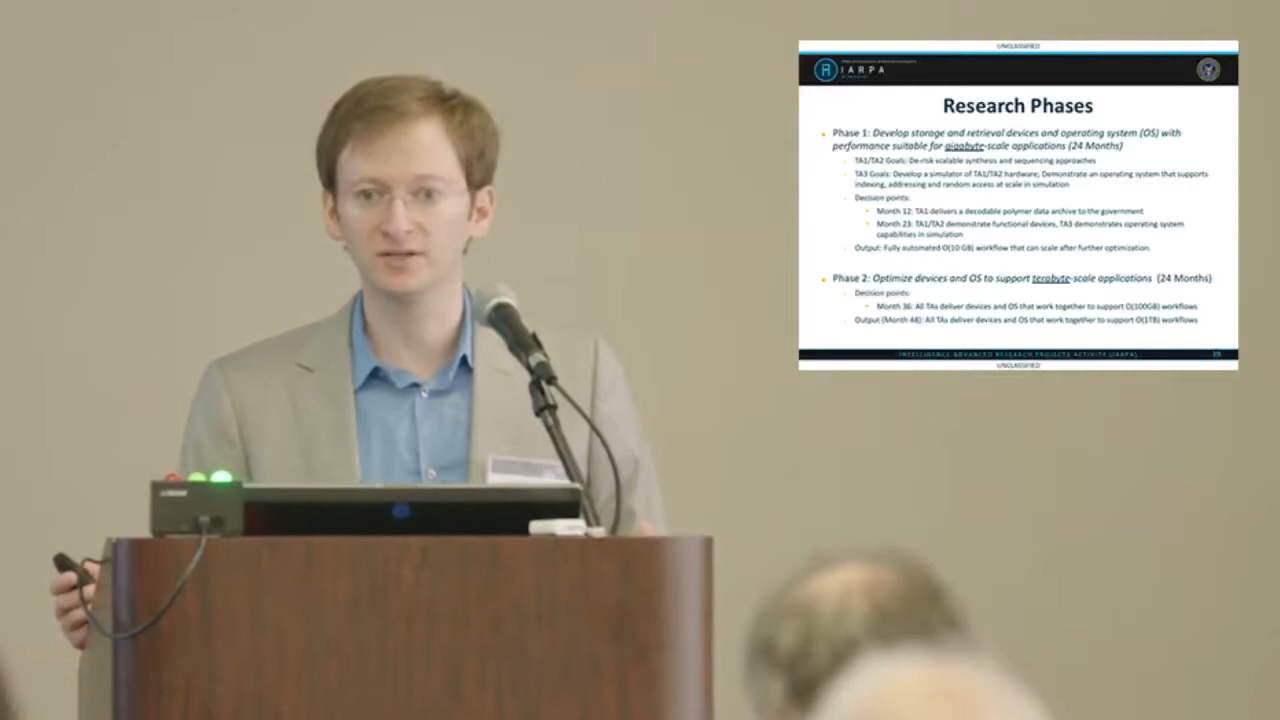 UNCLASSIFIED
IARPA
Research Phases
Phase 1: Develop storage and retrieval devices and operating system (OS) with
performance suitable for gigabyte-scale applications (24 Months)
TA1/TA2 Goals: De-risk scalable synthesis and sequencing approaches
TA3 Goals: Develop a simulator of TA1/TA2 hardware; Demonstrate an operating system that supports
indexing, addressing and random access at scale in simulation
Decision points:
Month 12: TA1 delivers a decodable polymer data archive to the government
Month 23: TA1/TA2 demonstrate functional devices, TA3 demonstrates operating system
capabilities in simulation
Output: Fully automated O(10 GB) workflow that can scale after further optimization.
Phase 2: Optimize devices and OS to support terabyte-scale applications (24 Months)
Decision points:
Month 36: All TAs deliver devices and OS that work together to support O(100GB) workflows
Output (Month 48): All TAs deliver devices and OS that work together to support O(1TB) workflows
INTELLIGENCE ADVANCED RESEARCH PROJECTS ACTIVITY (IARPA)
UNCLASSIFIED